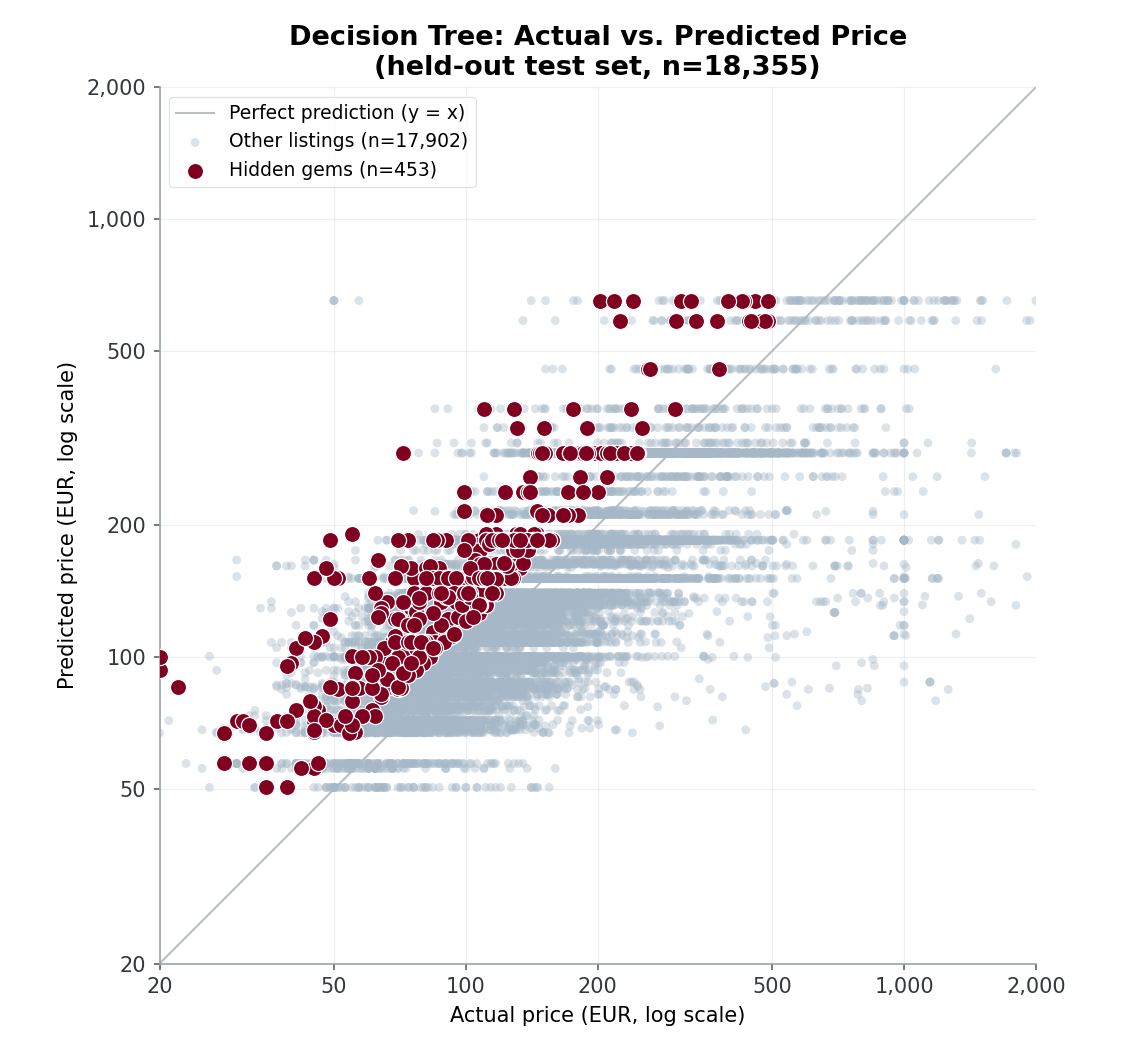 Decision Tree: Actual vs. Predicted Price
(held-out test set, n=18,355)
Perfect prediction (y = x)
Other listings (n=17,902)
Hidden gems (n=453)
Predicted price (EUR, log scale)
2,000
1,000
500
200
100
50
20
20 50 100 200 500 1,000 2,000
Actual price (EUR, log scale)